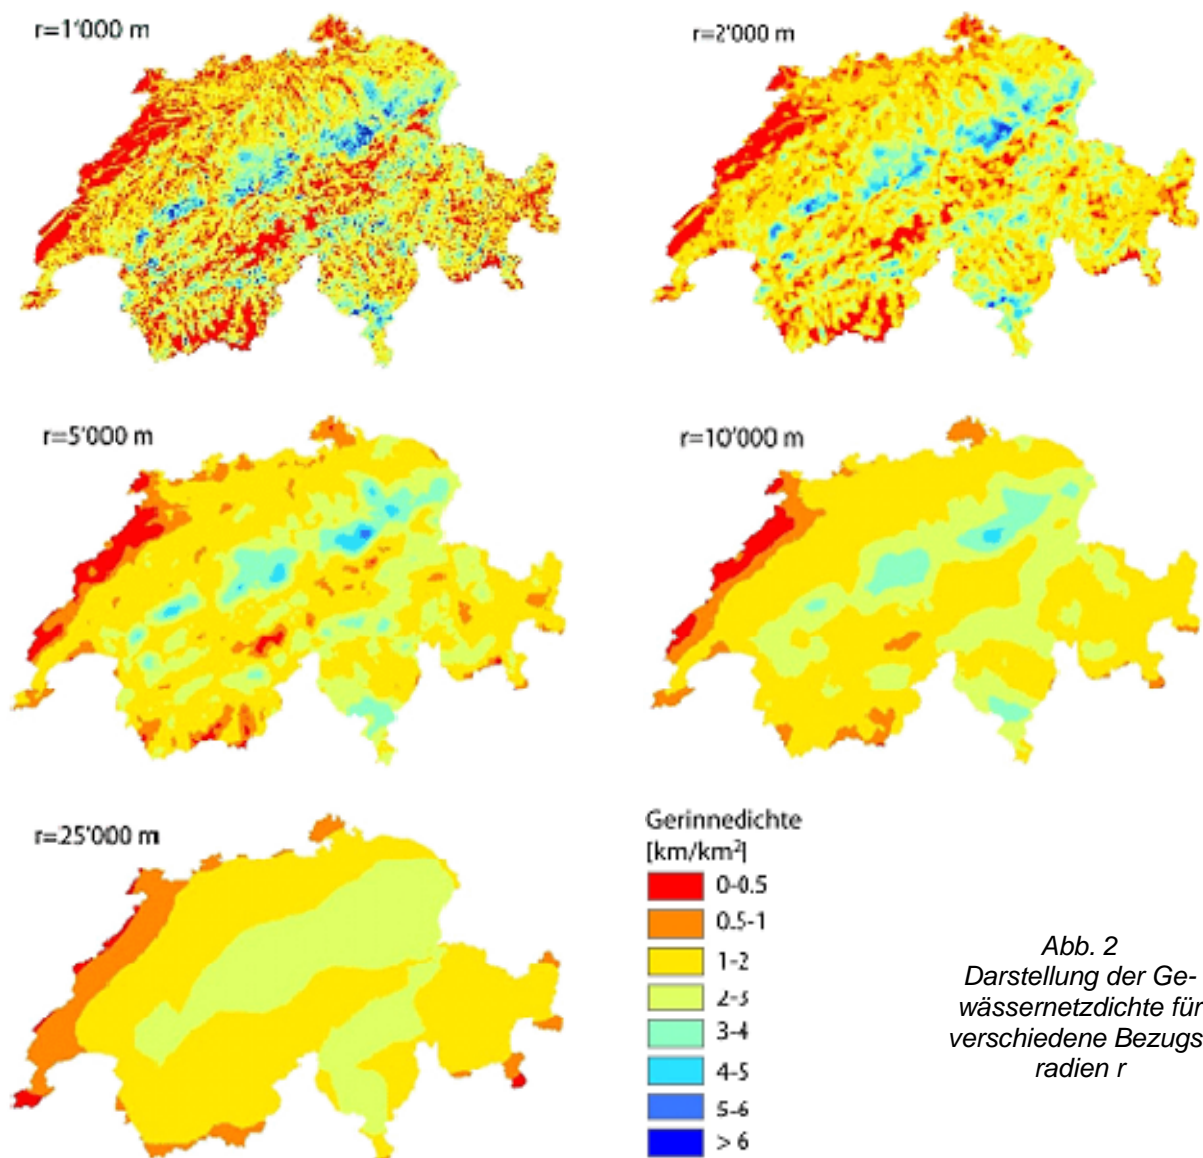 r=1'000 m
r=2'000 m
r=5'000 m
r=10'000 m
r=25'000 m
Gerinnedichte
[km/km²]
0-0.5
0.5-1
1-2
2-3
3-4
4-5
5-6
> 6
Abb. 2
Darstellung der Ge-
wässernetzdichte für
verschiedene Bezugs
radien r